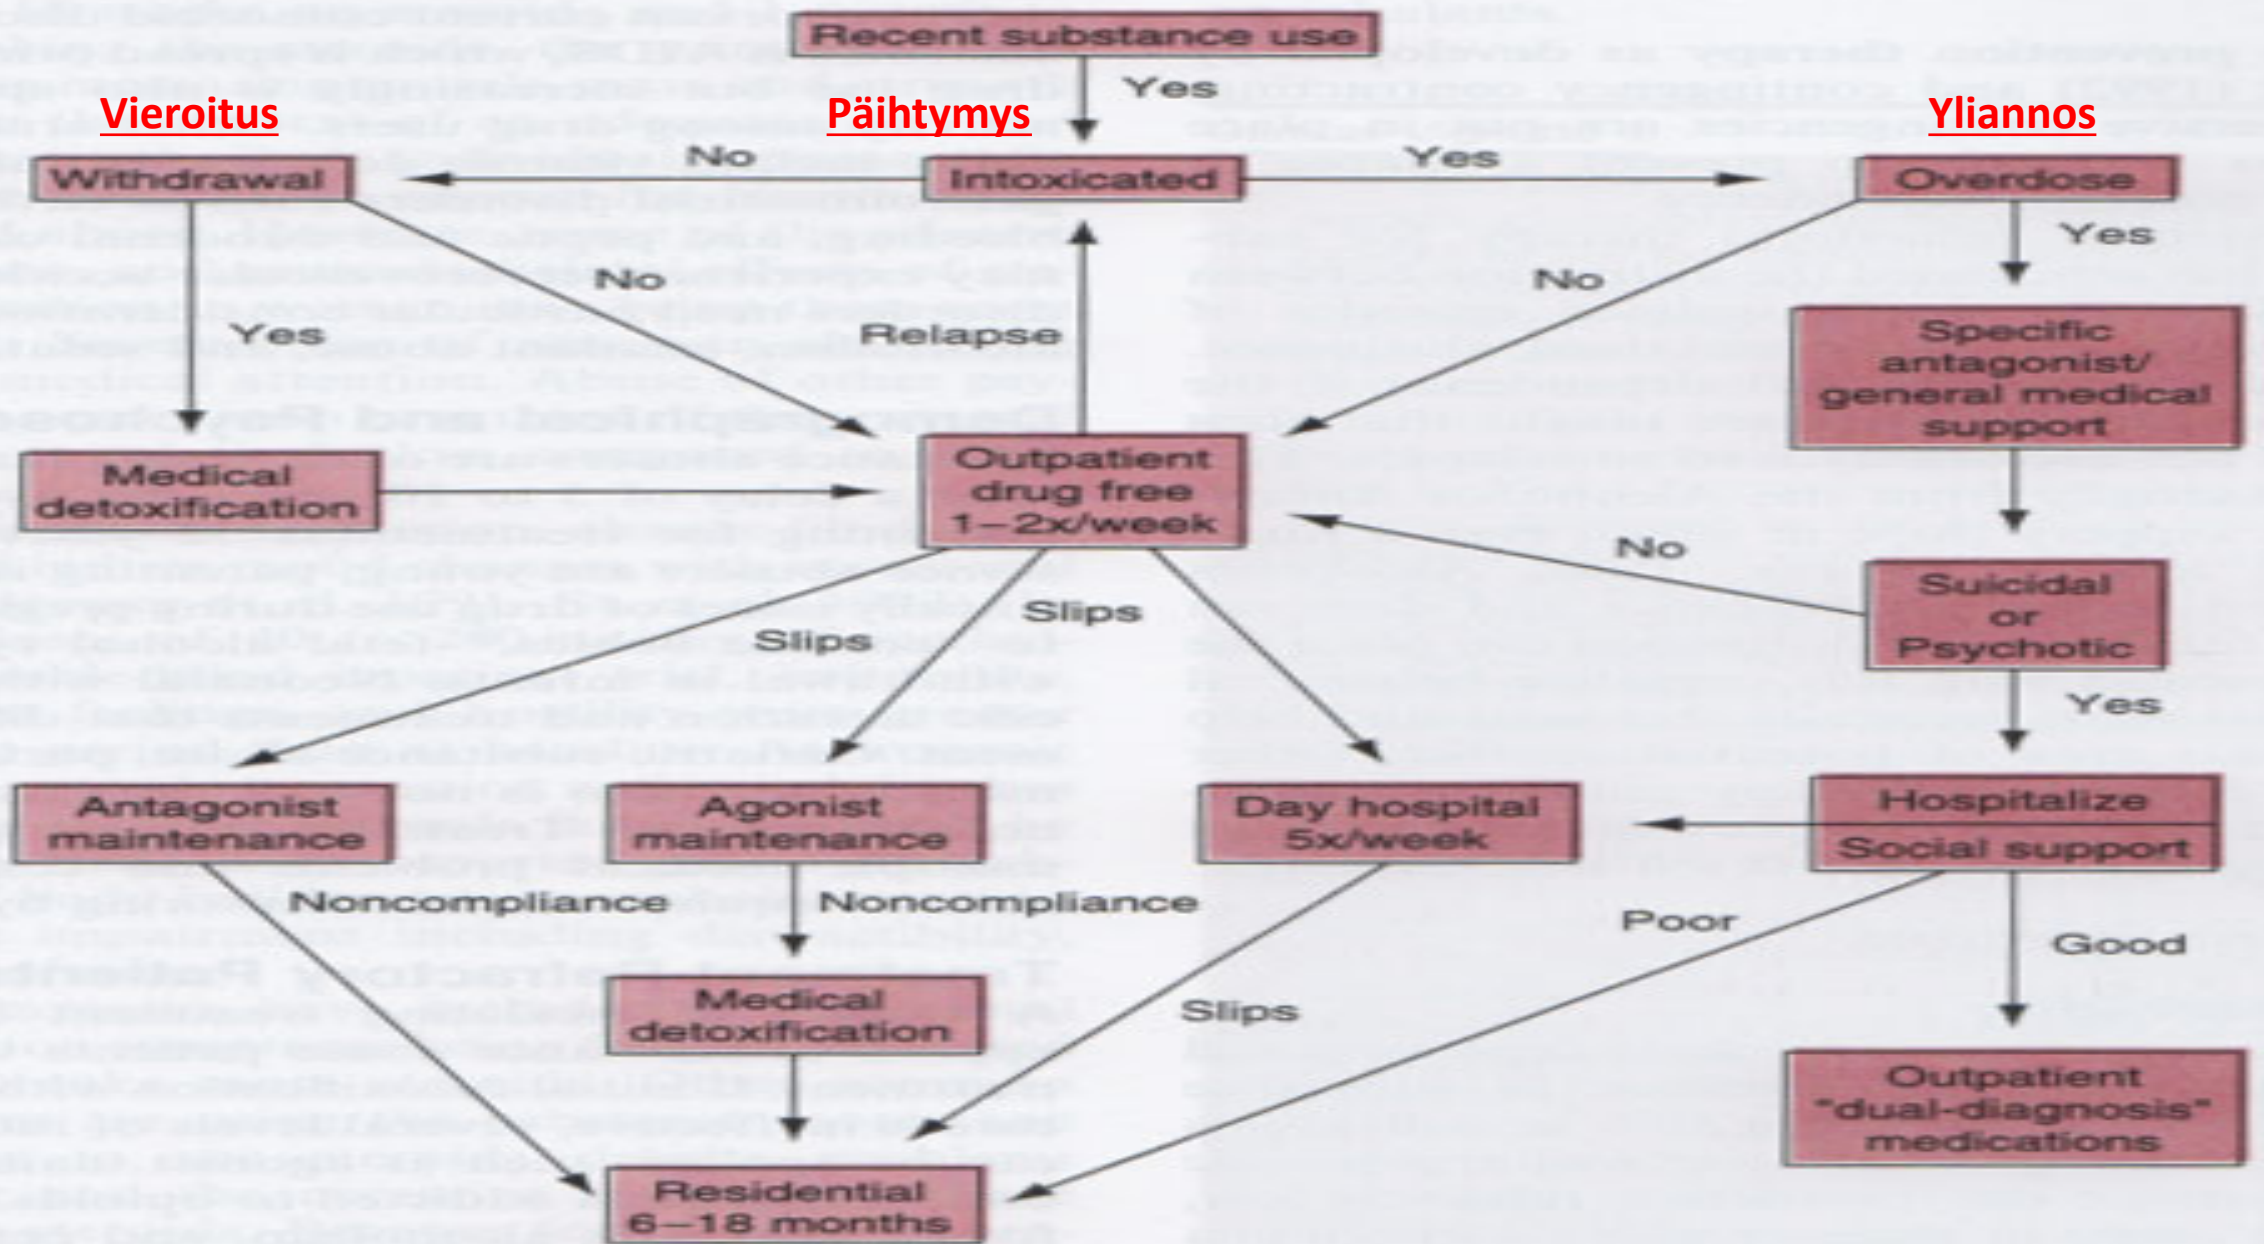 Recent substance use
Yes
Vieroitus
Päihtymys
Yliannos
No
Yes
Withdrawal
Intoxicated
Overdose
Yes
No
No
Yes
Relapse
Specific
antagonist/
general medical
support
Medical
detoxification
Outpatient
drug free
1–2x/week
No
Suicidal
or
Psychotic
Slips
Slips
Yes
Antagonist
maintenance
Agonist
maintenance
Day hospital
5x/week
Hospitalize
Social support
Noncompliance
Noncompliance
Poor
Good
Medical
detoxification
Slips
Outpatient
"dual-diagnosis"
medications
Residential
6–18 months